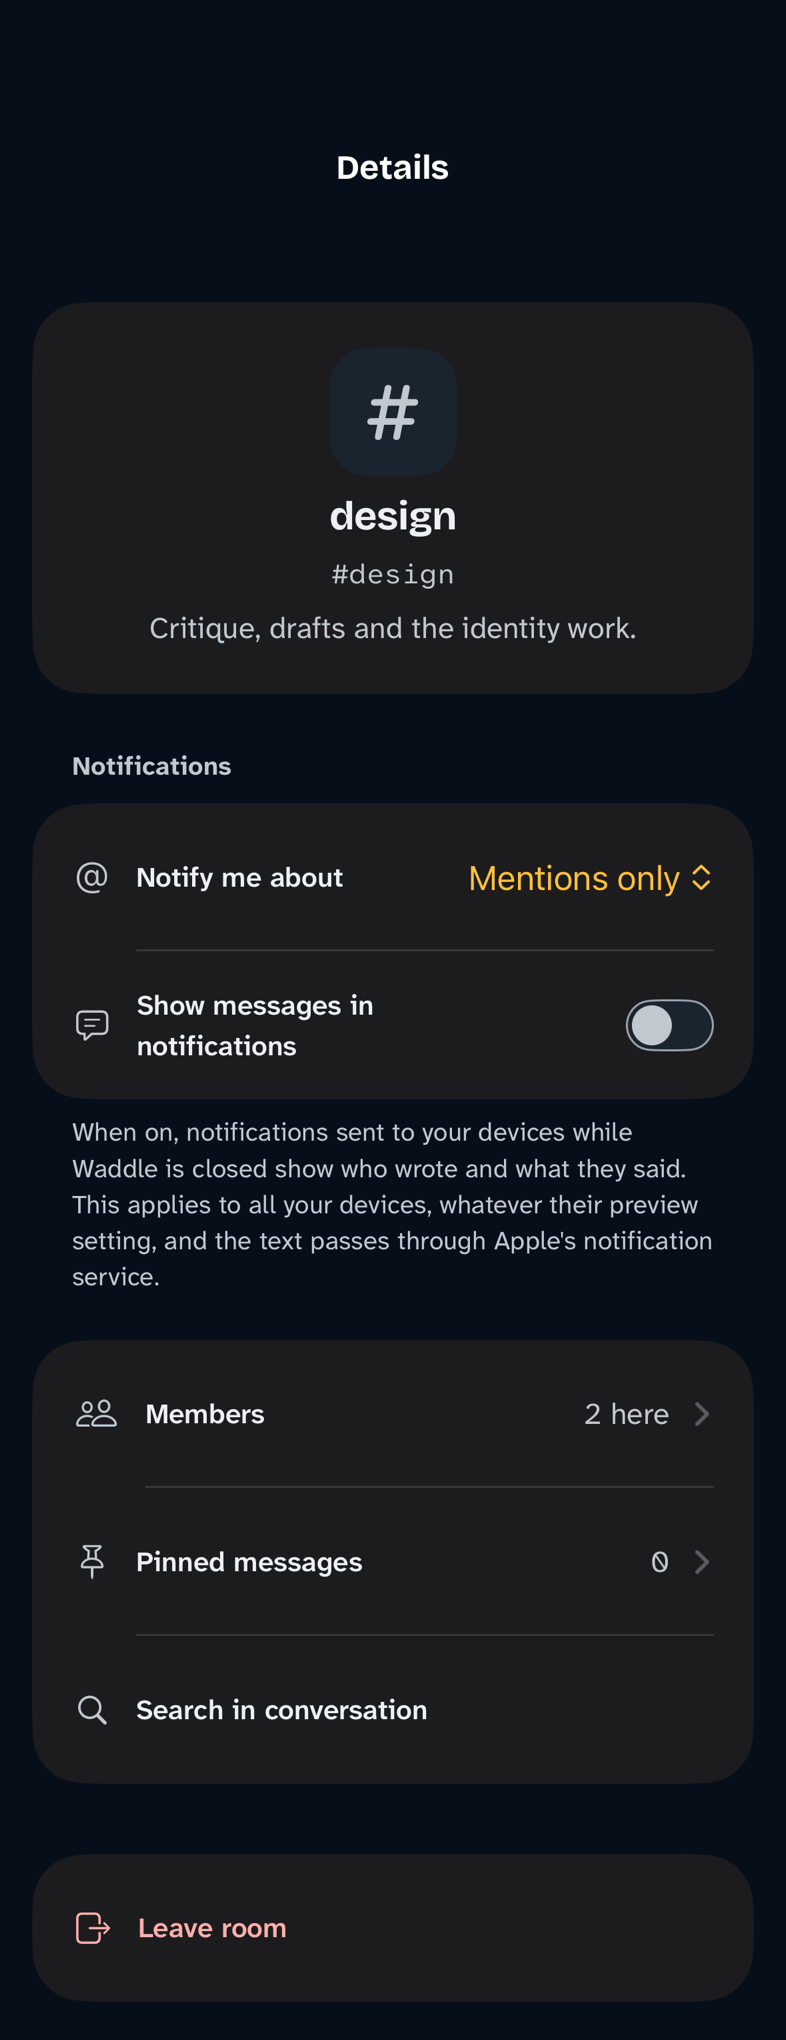 Details
#
design
#design
Critique, drafts and the identity work.
Notifications
@ Notify me about Mentions only
Show messages in
notifications
When on, notifications sent to your devices while
Waddle is closed show who wrote and what they said.
This applies to all your devices, whatever their preview
setting, and the text passes through Apple's notification
service.
Members 2 here
Pinned messages 0
Search in conversation
Leave room